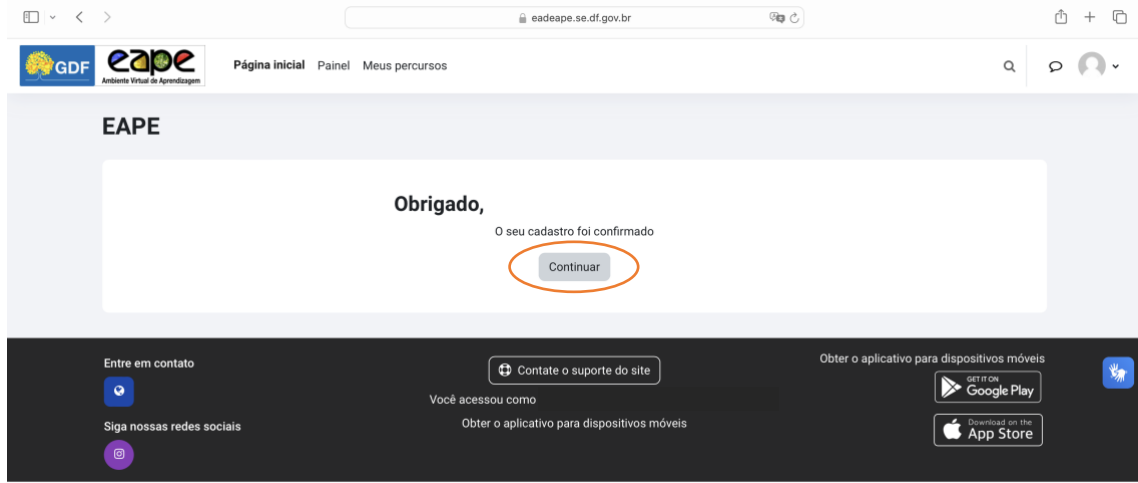 eadeape.se.df.gov.br
GDF
eape
Ambiente Virtual de Aprendizagem
Página inicial Painel Meus percursos
EAPE
Obrigado,
O seu cadastro foi confirmado
Continuar
Entre em contato
Siga nossas redes sociais
Contate o suporte do site
Você acessou como
Obter o aplicativo para dispositivos móveis
Obter o aplicativo para dispositivos móveis
GET IT ON
Google Play
Download on the
App Store